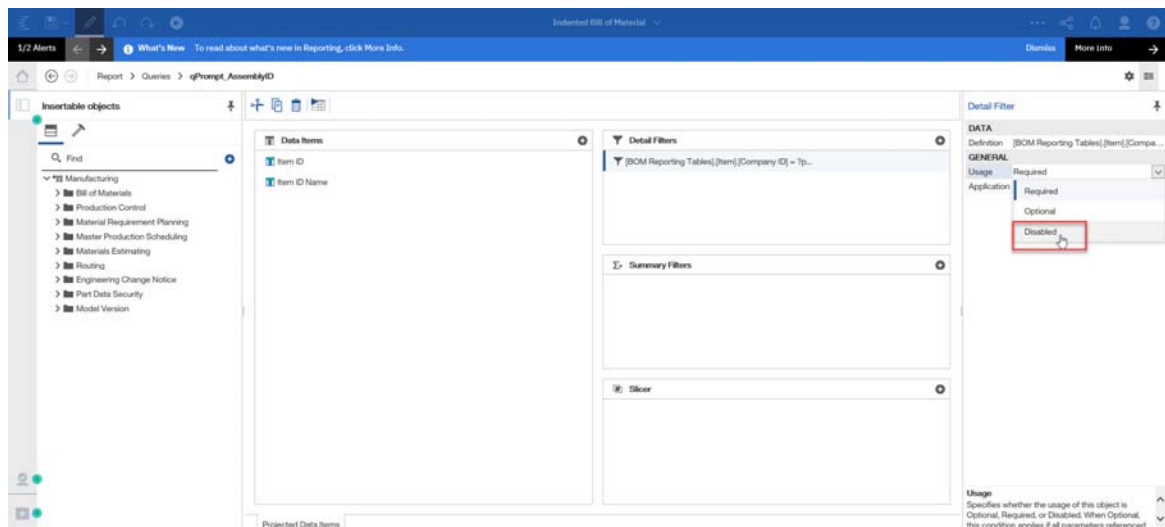 Indented Bill of Material
1/2 Alerts
What's New To read about what's new in Reporting, click More Info.
Dismiss
More Info
Report > Queries > qPrompt_AssemblyID
Insertable objects
Find
Manufacturing
Bill of Materials
Production Control
Material Requirement Planning
Master Production Scheduling
Materials Estimating
Routing
Engineering Change Notice
Part Data Security
Model Version
Data Items
Item ID
Item ID Name
Projected Data Items
Detail Filters
[BOM Reporting Tables].[Item].[Company ID] = ?p...
Summary Filters
Slicer
Detail Filter
DATA
Definition [BOM Reporting Tables].[Item].[Compa...
GENERAL
Usage Required
Application
Required
Optional
Disabled
Usage
Specifies whether the usage of this object is
Optional, Required, or Disabled. When Optional,
this condition applies if all parameters referenced